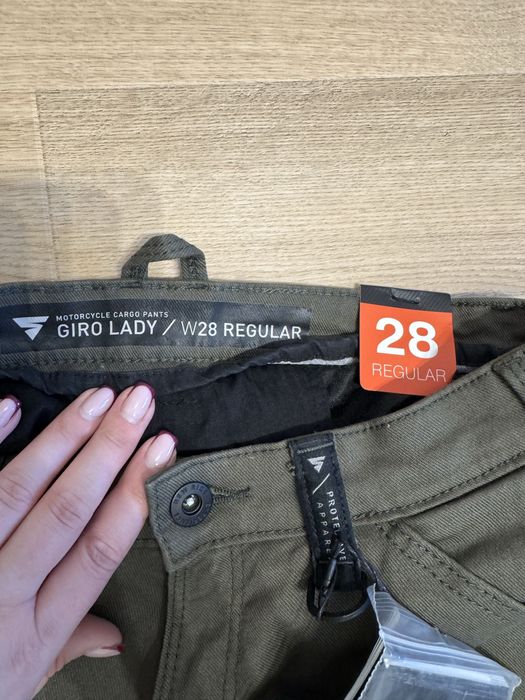 MOTORCYCLE CARGO PANTS
GIRO LADY / W28 REGULAR
28
REGULAR